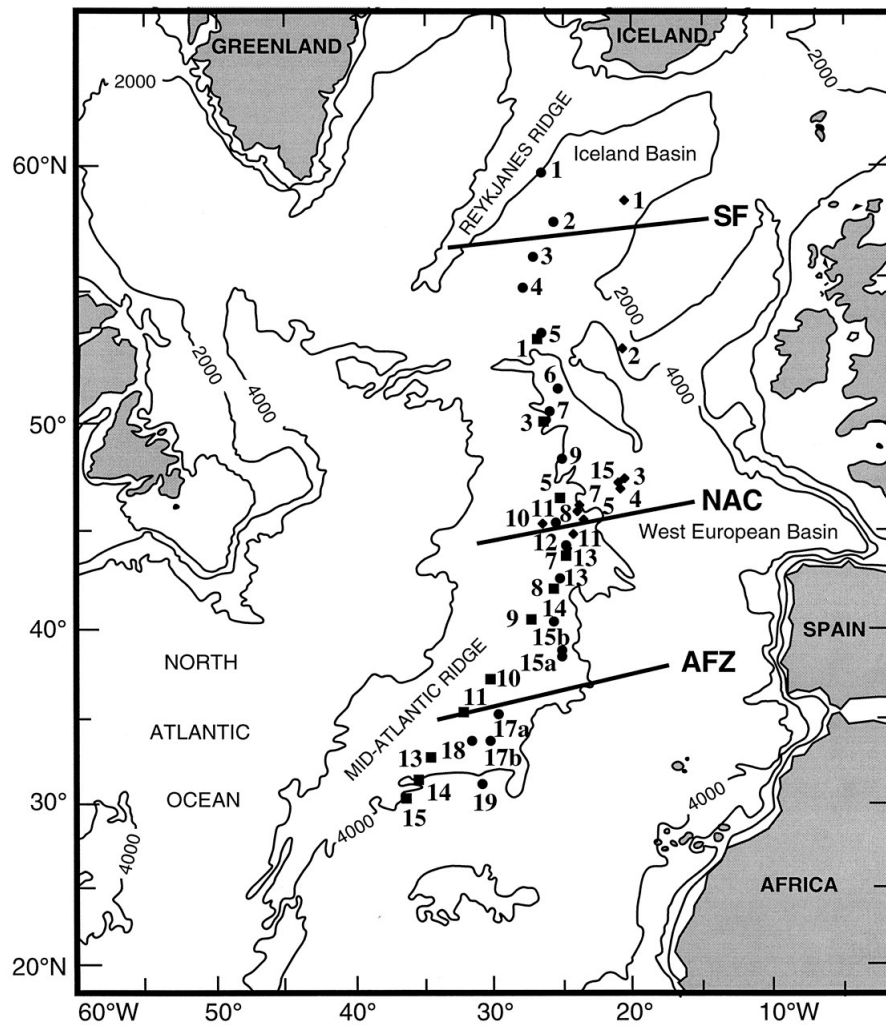 GREENLAND
ICELAND
2000
2000
REYKJANES RIDGE
Iceland Basin
60°N
1
1
2
SF
3
4
2000
2000
4000
5
1
2
4000
6
50°
3
7
9
15
3
5
7
4
NAC
10
11
8
5
West European Basin
12
11
7
13
13
8
14
40°
9
SPAIN
15b
NORTH
15a
AFZ
MID-ATLANTIC RIDGE
10
11
ATLANTIC
17a
13
18
17b
OCEAN
30°
14
19
15
4000
4000
4000
AFRICA
20°N
60°W
50°
40°
30°
20°
10°W